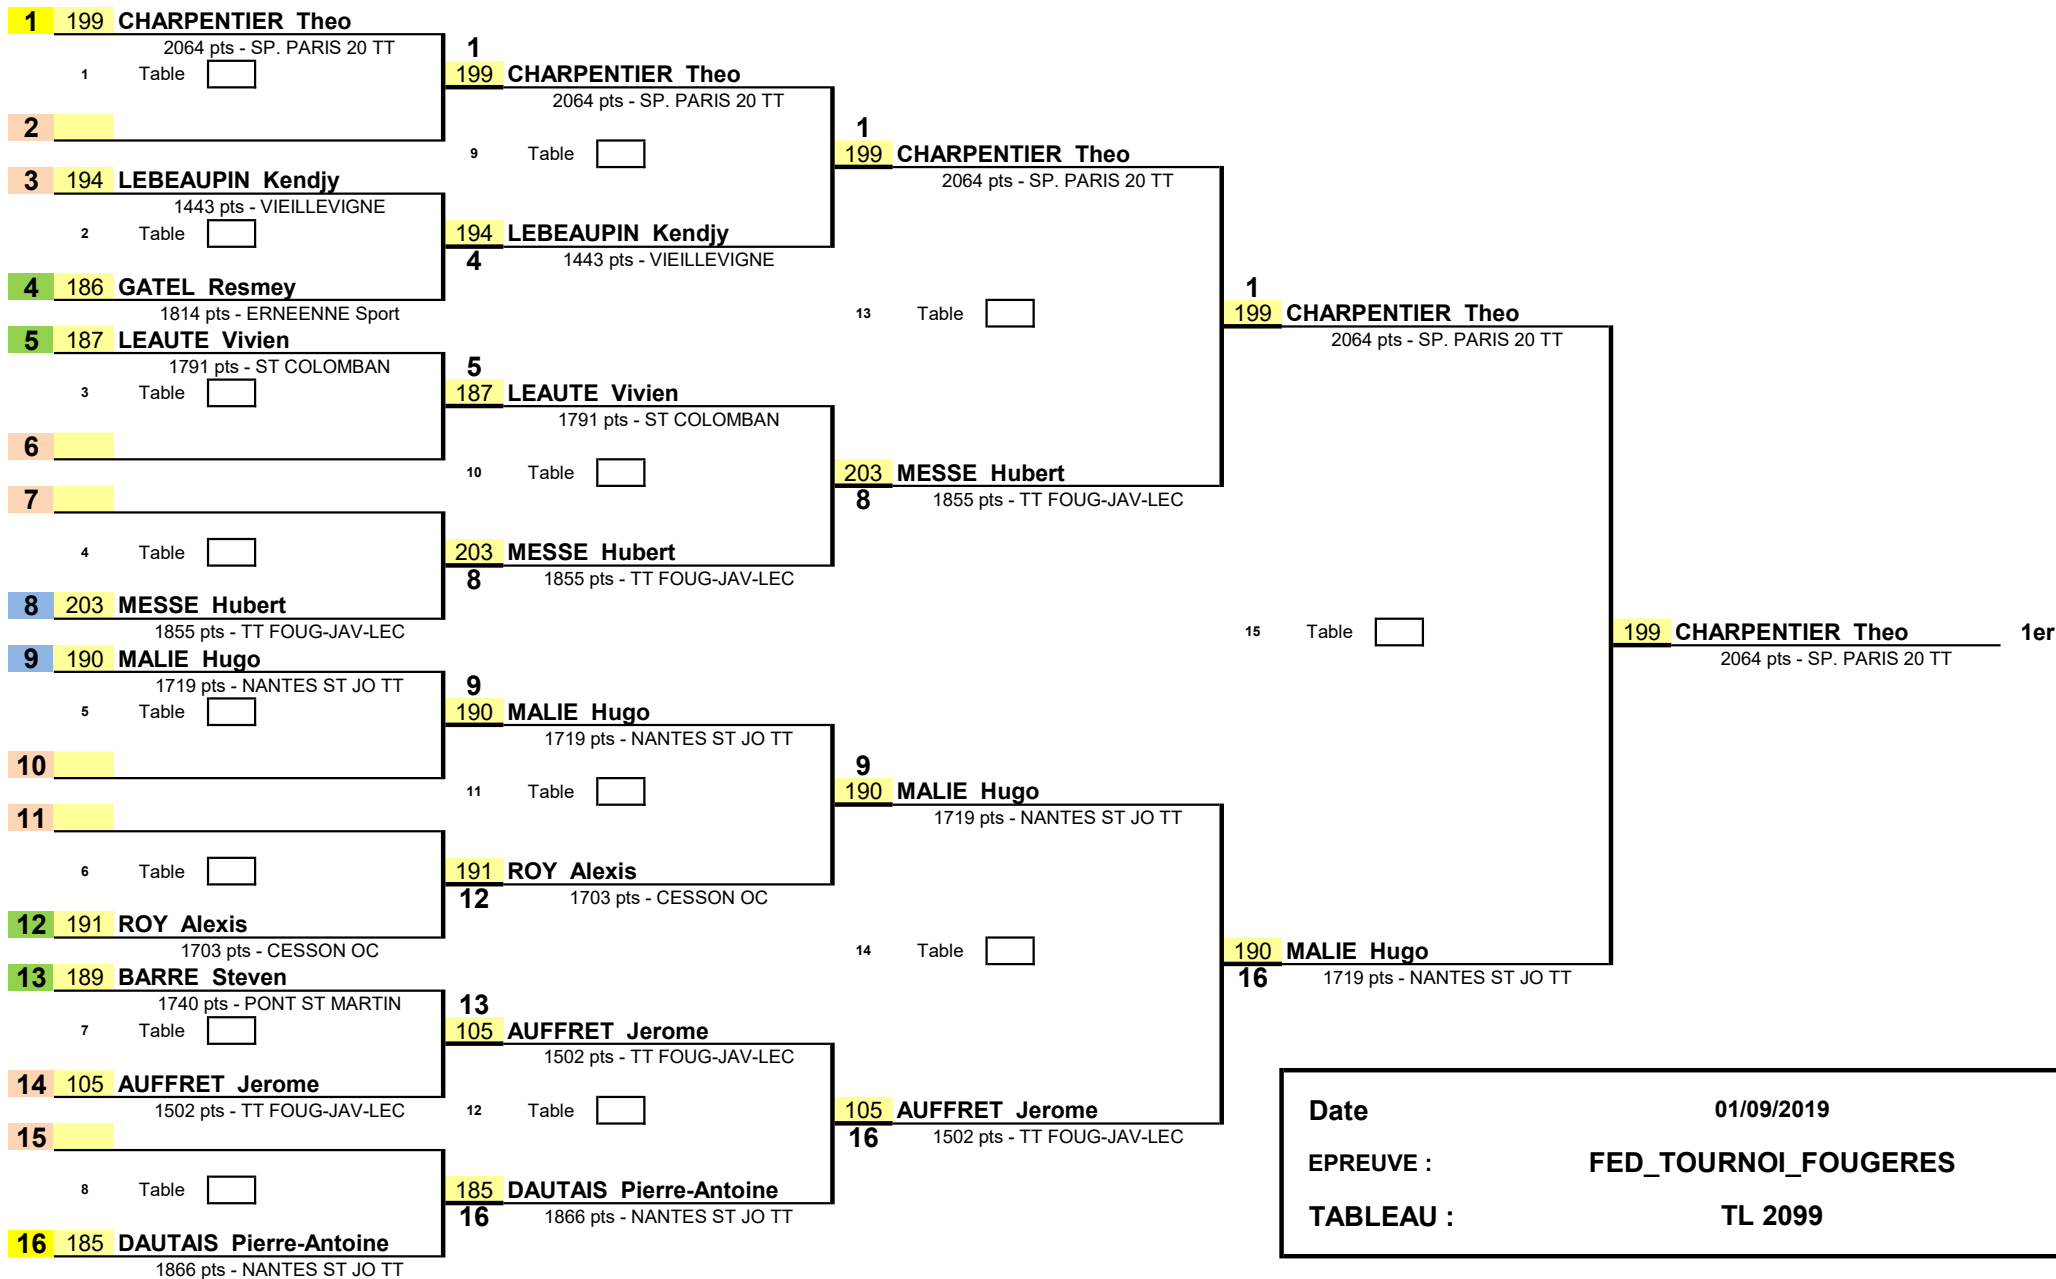 1 199 CHARPENTIER Theo
2064 pts - SP. PARIS 20 TT
1 Table
2
3 194 LEBEAUPIN Kendjy
1443 pts - VIEILLEVIGNE
2 Table
4 186 GATEL Resmey
1814 pts - ERNEENNE Sport
5 187 LEAUTE Vivien
1791 pts - ST COLOMBAN
3 Table
6
7
4 Table
8 203 MESSE Hubert
1855 pts - TT FOUG-JAV-LEC
9 190 MALIE Hugo
1719 pts - NANTES ST JO TT
5 Table
10
11
6 Table
12 191 ROY Alexis
1703 pts - CESSON OC
13 189 BARRE Steven
1740 pts - PONT ST MARTIN
7 Table
14 105 AUFFRET Jerome
1502 pts - TT FOUG-JAV-LEC
15
8 Table
16 185 DAUTAIS Pierre-Antoine
1866 pts - NANTES ST JO TT
1
199 CHARPENTIER Theo
2064 pts - SP. PARIS 20 TT
9 Table
194 LEBEAUPIN Kendjy
4 1443 pts - VIEILLEVIGNE
5
187 LEAUTE Vivien
1791 pts - ST COLOMBAN
10 Table
203 MESSE Hubert
8 1855 pts - TT FOUG-JAV-LEC
9
190 MALIE Hugo
1719 pts - NANTES ST JO TT
11 Table
191 ROY Alexis
12 1703 pts - CESSON OC
13
105 AUFFRET Jerome
1502 pts - TT FOUG-JAV-LEC
12 Table
185 DAUTAIS Pierre-Antoine
16 1866 pts - NANTES ST JO TT
1
199 CHARPENTIER Theo
2064 pts - SP. PARIS 20 TT
13 Table
203 MESSE Hubert
8 1855 pts - TT FOUG-JAV-LEC
9
190 MALIE Hugo
1719 pts - NANTES ST JO TT
14 Table
105 AUFFRET Jerome
16 1502 pts - TT FOUG-JAV-LEC
1
199 CHARPENTIER Theo
2064 pts - SP. PARIS 20 TT
15 Table
190 MALIE Hugo
16 1719 pts - NANTES ST JO TT
199 CHARPENTIER Theo 1er
2064 pts - SP. PARIS 20 TT
Date 01/09/2019
EPREUVE : FED_TOURNOI_FOUGERES
TABLEAU : TL 2099